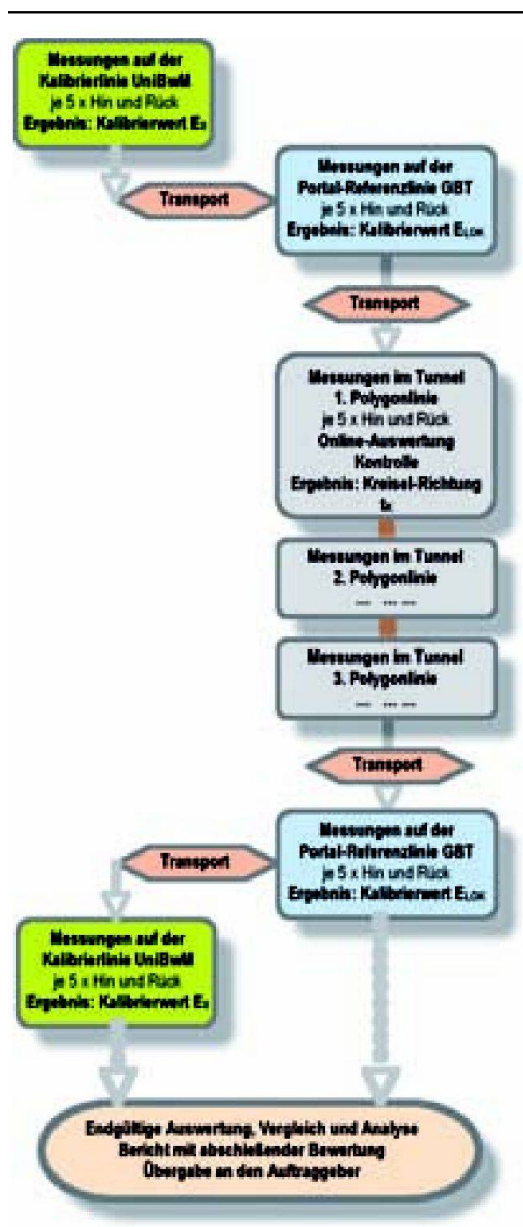 Messungen auf der
Kalibrierlinie UniBwM
je 5 x Hin und Rück
Ergebnis: Kalibrierwert E
Transport
Messungen auf der
Portal-Referenzlinie GBT
je 5 x Hin und Rück
Ergebnis: Kalibrierwert ELOK
Transport
Messungen im Tunnel
1. Polygonlinie
je 5 x Hin und Rück
Online-Auswertung
Kontrolle
Ergebnis: Kreisel-Richtung
Messungen im Tunnel
2. Polygonlinie
... ... ...
Messungen im Tunnel
3. Polygonlinie
... ... ...
Transport
Messungen auf der
Portal-Referenzlinie GBT
je 5 x Hin und Rück
Ergebnis: Kalibrierwert ELOK
Transport
Messungen auf der
Kalibrierlinie UniBwM
je 5 x Hin und Rück
Ergebnis: Kalibrierwert E
Endgültige Auswertung, Vergleich und Analyse
Bericht mit abschießender Bewertung
Übergabe an den Auftraggeber